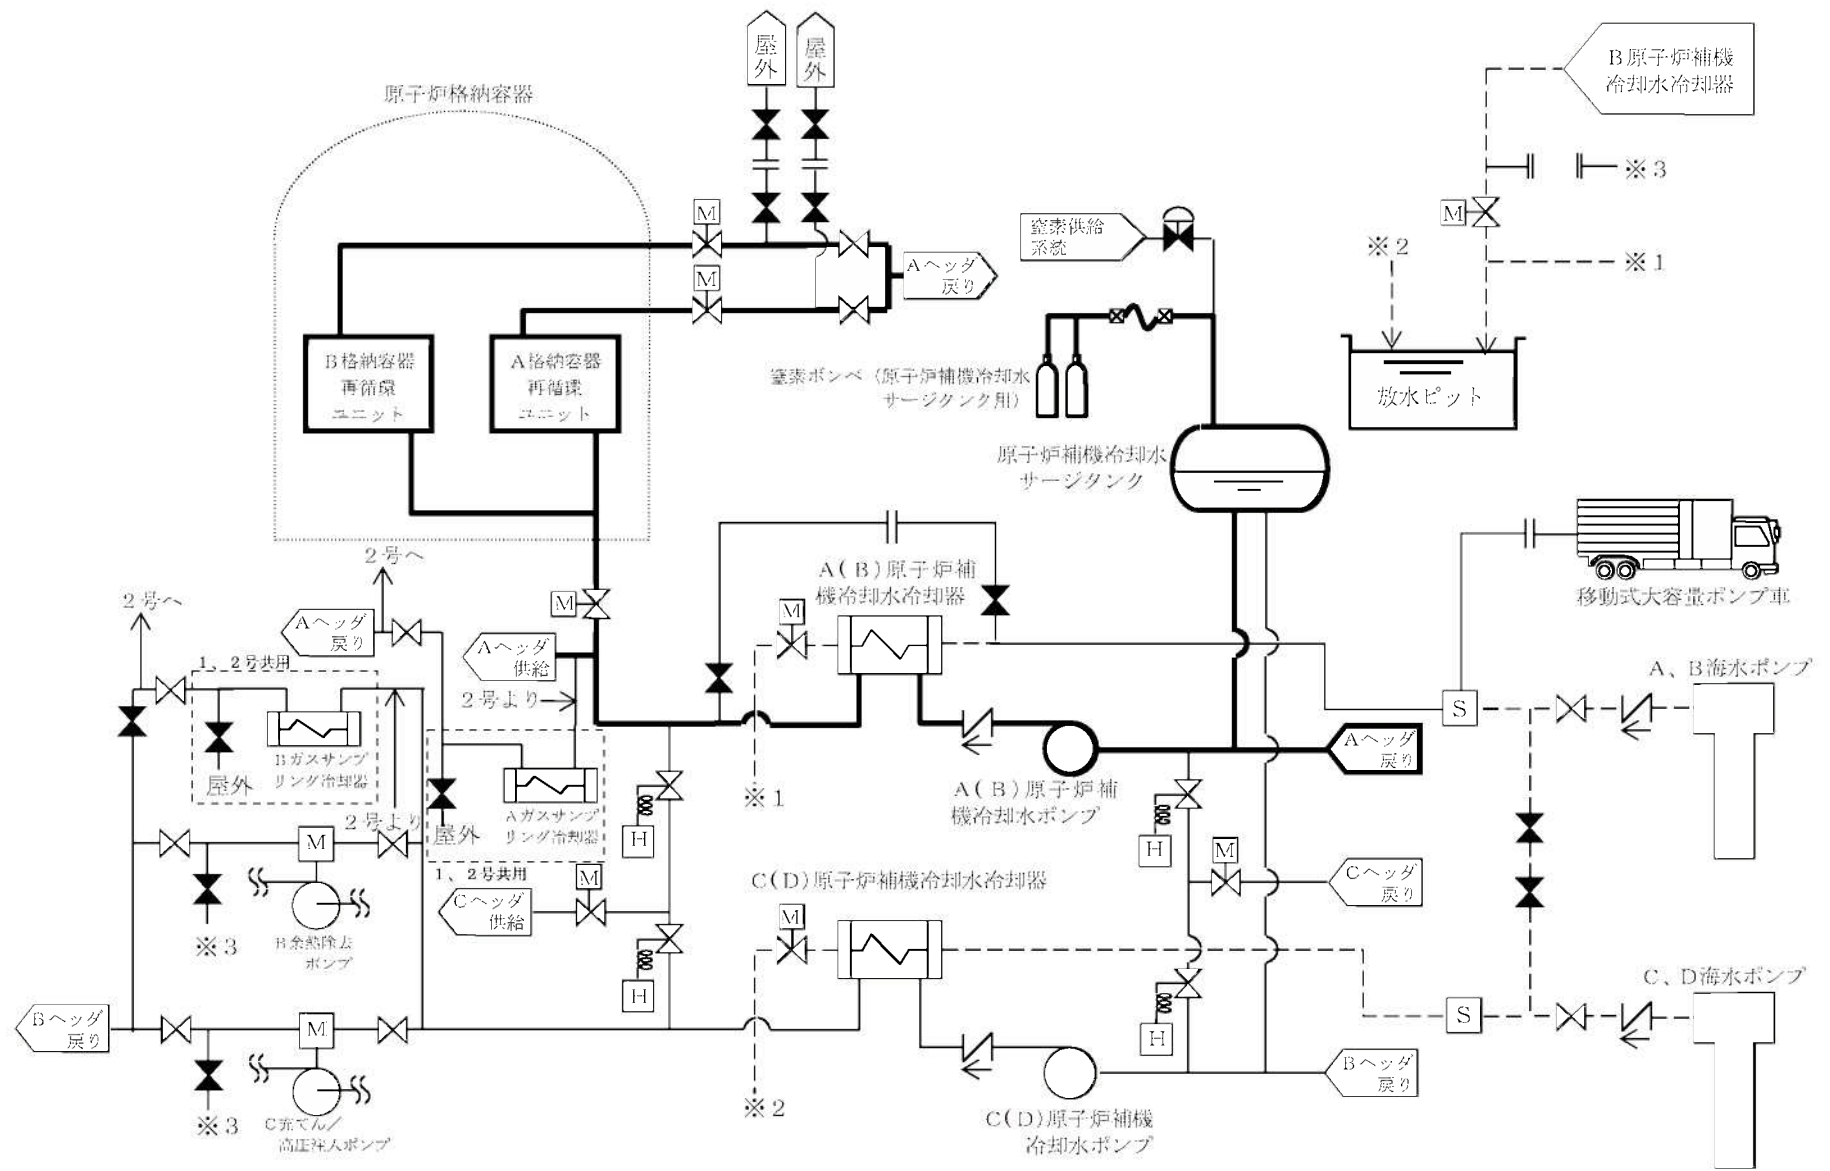 屋
外
屋
外
原子炉格納容器
B原子炉補機
冷却水冷却器
※3
M
M
窒素供給
系統
※2
※1
Aヘッダ
戻り
M
B格納容器
再循環
ユニット
A格納容器
再循環
ユニット
窒素ボンベ（原子炉補機冷却水
サージタンク用）
放水ピット
原子炉補機冷却水
サージタンク
2号へ
2号へ
A(B)原子炉補
機冷却水冷却器
移動式大容量ポンプ車
M
M
Aヘッダ
戻り
Aヘッダ
供給
1、2号共用
2号より
A、B海水ポンプ
S
Bガスサンプ
リング冷却器
屋外
Aヘッダ
戻り
※1
A(B)原子炉補
機冷却水ポンプ
2号より
屋外
Aガスサンプ
リング冷却器
M
H
H
M
1、2号共用
M
C(D)原子炉補機冷却水冷却器
Cヘッダ
戻り
Cヘッダ
供給
M
※3
B余熱除去
ポンプ
H
C、D海水ポンプ
Bヘッダ
戻り
M
S
H
Bヘッダ
戻り
※3
C充てん／
高圧注入ポンプ
※2
C(D)原子炉補機
冷却水ポンプ